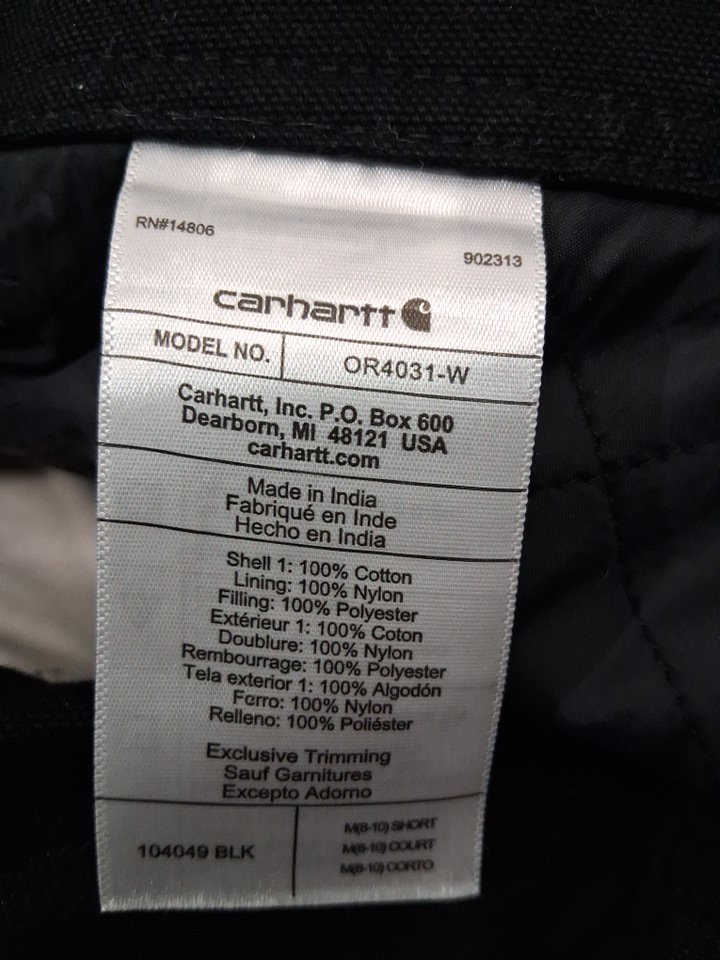 RN#14806
902313
carhartt
MODEL NO. OR4031-W
Carhartt, Inc. P.O. Box 600
Dearborn, MI 48121 USA
carhartt.com
Made in India
Fabriqué en Inde
Hecho en India
Shell 1: 100% Cotton
Lining: 100% Nylon
Filling: 100% Polyester
Extérieur 1: 100% Coton
Doublure: 100% Nylon
Rembourrage: 100% Polyester
Tela exterior 1: 100% Algodón
Forro: 100% Nylon
Relleno: 100% Poliéster
Exclusive Trimming
Sauf Garnitures
Excepto Adorno
104049 BLK
M(8-10) SHORT
M(8-10) COURT
M(8-10) CORTO